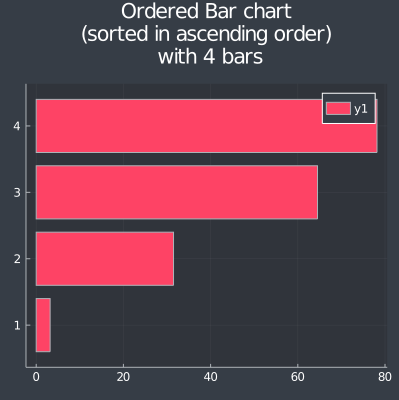 Ordered Bar chart
(sorted in ascending order)
with 4 bars
y1
4
3
2
1
0 20 40 60 80